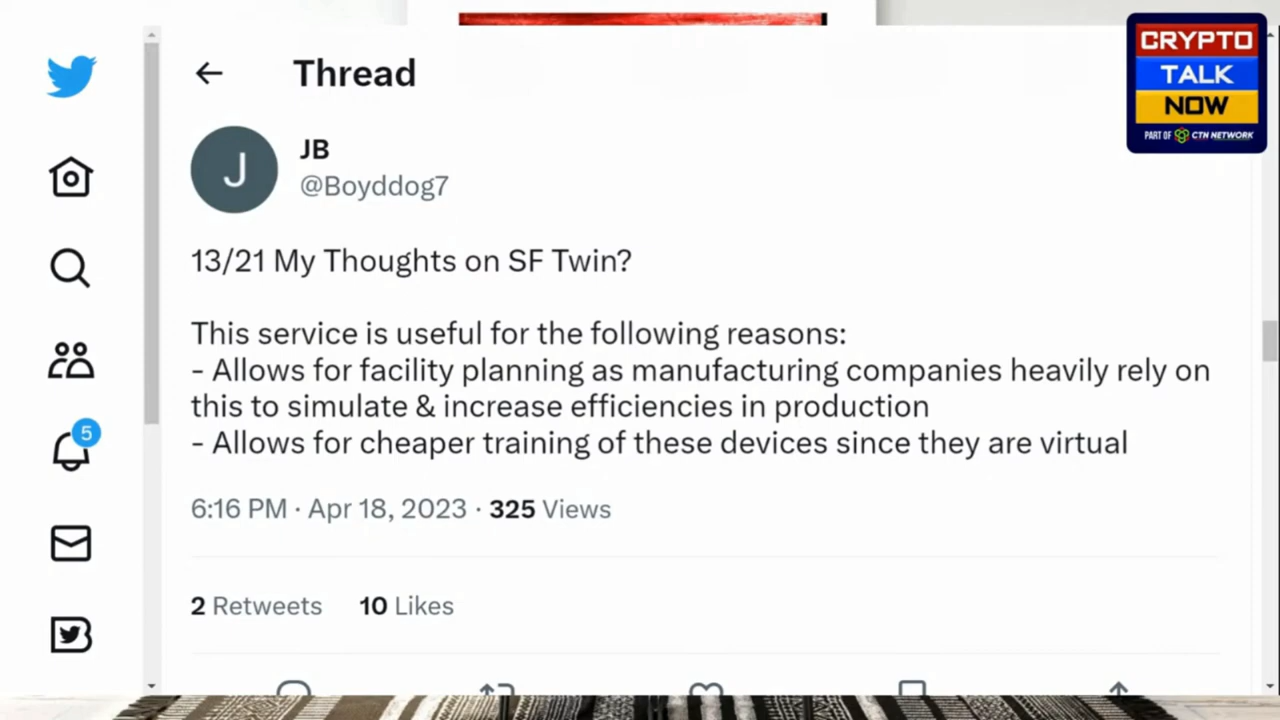 Thread
CRYPTO
TALK
NOW
PART OF CTN NETWORK
J
JB
@Boyddog7
13/21 My Thoughts on SF Twin?
This service is useful for the following reasons:
- Allows for facility planning as manufacturing companies heavily rely on
this to simulate & increase efficiencies in production
- Allows for cheaper training of these devices since they are virtual
5
6:16 PM · Apr 18, 2023 · 325 Views
2 Retweets 10 Likes